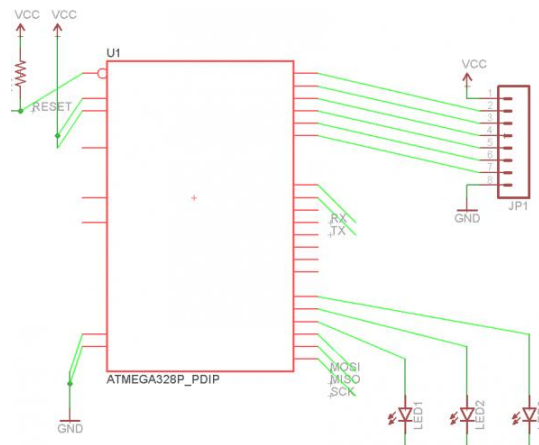 VCC
VCC
U1
RESET
VCC
1
2
3
4
5
6
7
8
JP1
GND
RX
TX
MOSI
MISO
SCK
ATMEGA328P_PDIP
GND
LED1
LED2